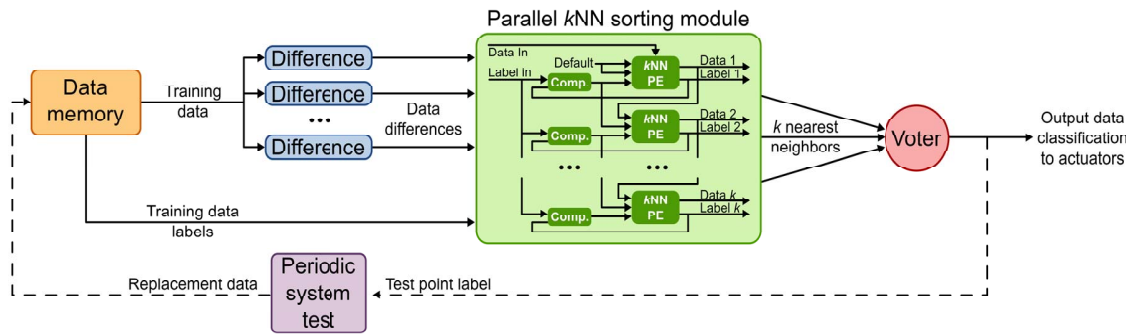 Parallel kNN sorting module
Data
memory
Training
data
Difference
Difference
...
Difference
Data
differences
Training data
labels
Data In
Label In
Default
Comp.
kNN
PE
Data 1
Label 1
Comp.
kNN
PE
Data 2
Label 2
...
...
Comp.
kNN
PE
Data k
Label k
k nearest
neighbors
Voter
Output data
classification
to actuators
Replacement data
Periodic
system
test
Test point label